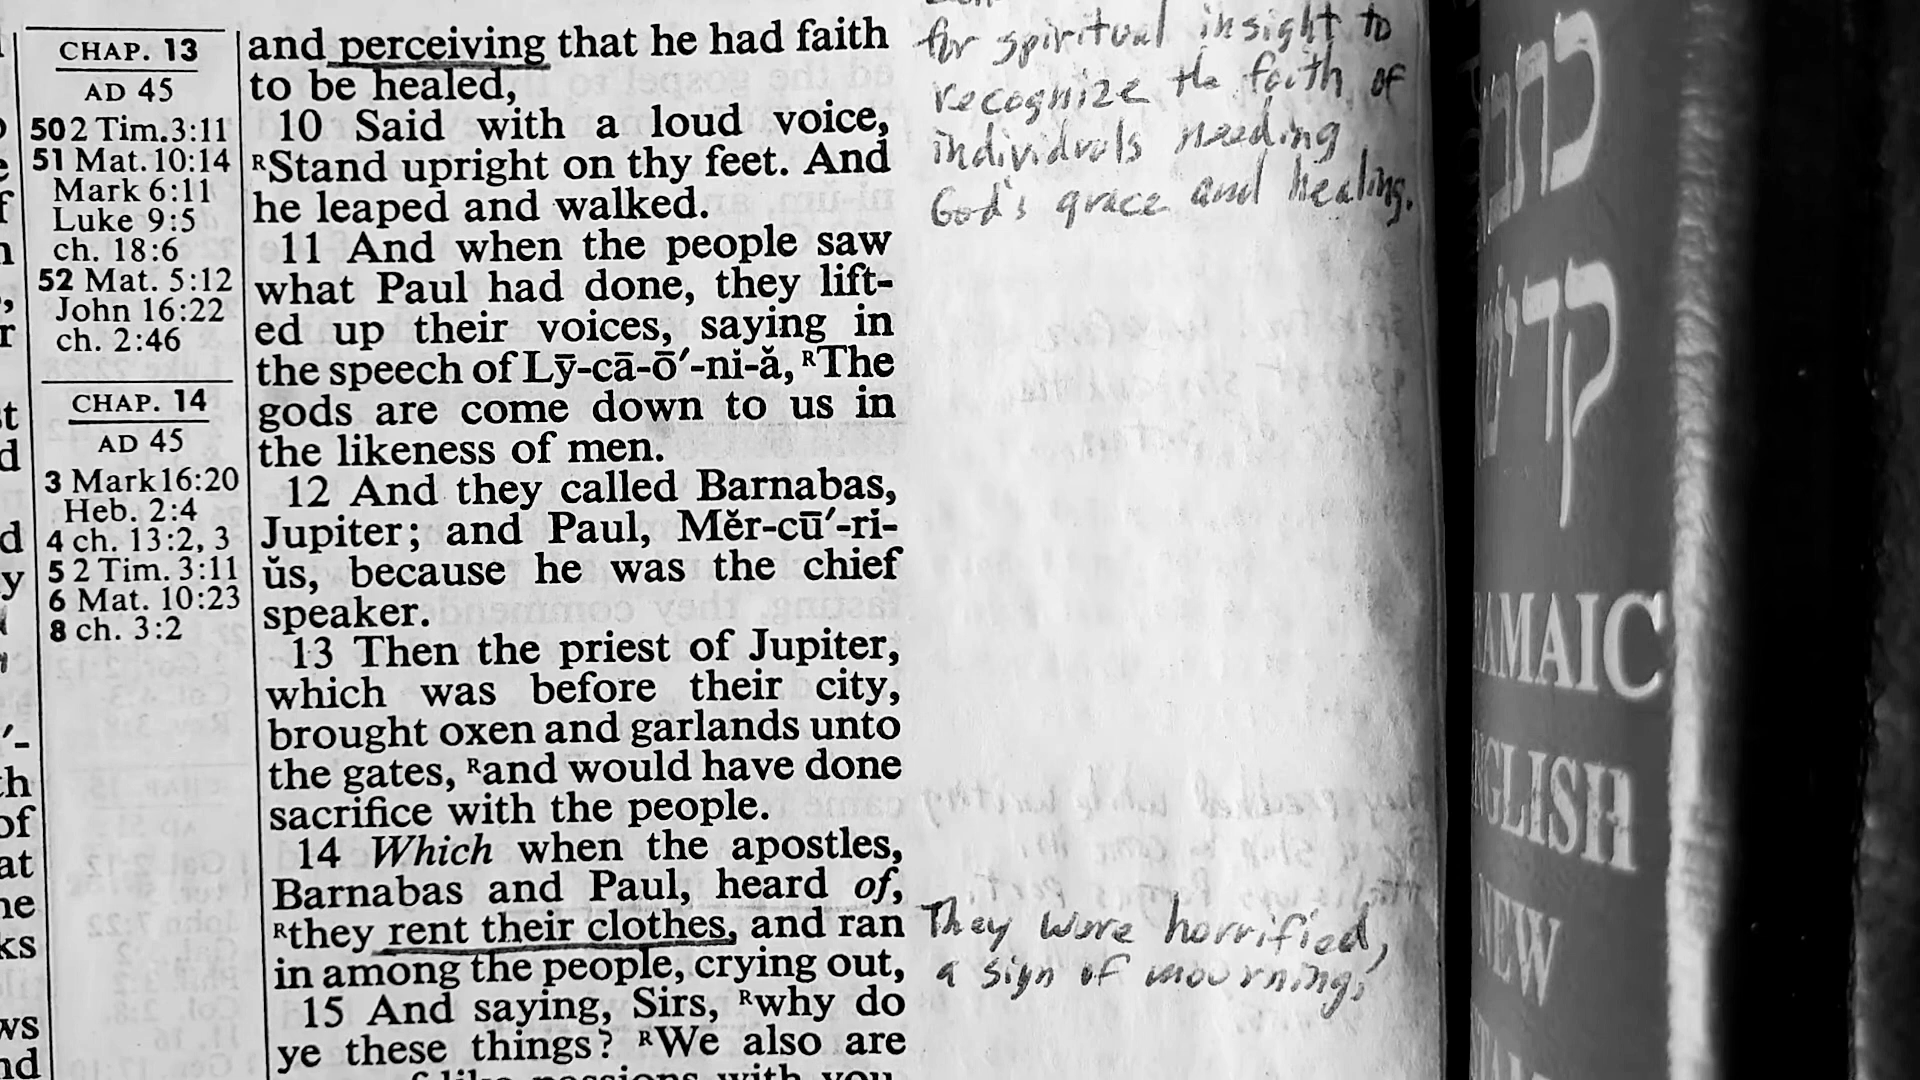 CHAP. 13
AD 45
50 2 Tim. 3:11
51 Mat. 10:14
Mark 6:11
Luke 9:5
ch. 18:6
52 Mat. 5:12
John 16:22
ch. 2:46
CHAP. 14
AD 45
3 Mark 16:20
Heb. 2:4
4 ch. 13:2, 3
5 2 Tim. 3:11
6 Mat. 10:23
8 ch. 3:2
and perceiving that he had faith
to be healed,
10 Said with a loud voice,
ᴿStand upright on thy feet. And
he leaped and walked.
11 And when the people saw
what Paul had done, they lift-
ed up their voices, saying in
the speech of Lȳ-cā-ō′-ni-ă, ᴿThe
gods are come down to us in
the likeness of men.
12 And they called Barnabas,
Jupiter; and Paul, Mĕr-cū′-ri-
ŭs, because he was the chief
speaker.
13 Then the priest of Jupiter,
which was before their city,
brought oxen and garlands unto
the gates, ᴿand would have done
sacrifice with the people.
14 Which when the apostles,
Barnabas and Paul, heard of,
ᴿthey rent their clothes, and ran
in among the people, crying out,
15 And saying, Sirs, ᴿwhy do
ye these things? ᴿWe also are
of like passions with you
for spiritual insight to
recognize the faith of
individuals needing
God's grace and healing.
They were horrified,
a sign of mourning,
כתב
קדיש
AMAIC
GLISH
NEW